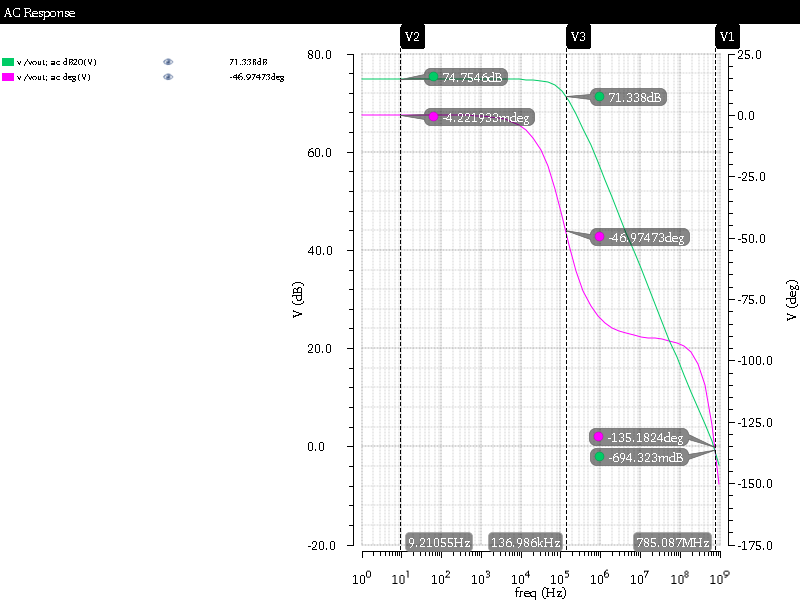 AC Response
V2
V3
V1
v /vout; ac dB20(V) 71.338dB
v /vout; ac deg(V) -46.97473deg
80.0
60.0
40.0
20.0
0.0
-20.0
V (dB)
25.0
0.0
-25.0
-50.0
-75.0
-100.0
-125.0
-150.0
-175.0
V (deg)
74.7546dB
71.338dB
-4.221933mdeg
-46.97473deg
-135.1824deg
-694.323mdB
9.21055Hz
136.986kHz
785.087MHz
10^0 10^1 10^2 10^3 10^4 10^5 10^6 10^7 10^8 10^9
freq (Hz)